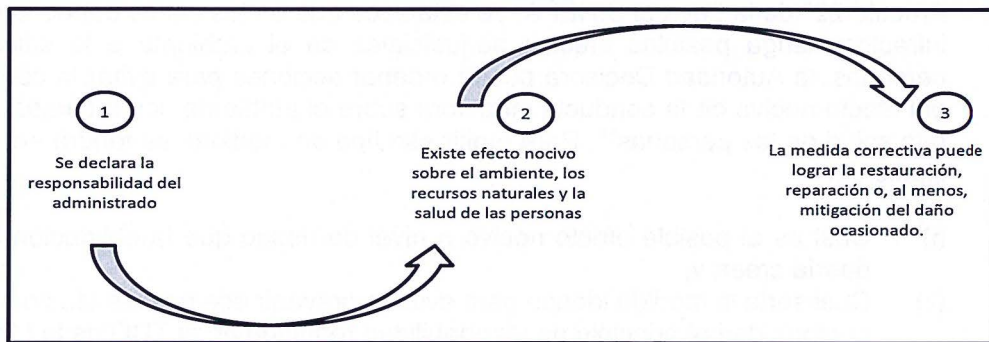 1
Se declara la
responsabilidad del
administrado
2
Existe efecto nocivo
sobre el ambiente, los
recursos naturales y la
salud de las personas
3
La medida correctiva puede
lograr la restauración,
reparación o, al menos,
mitigación del daño
ocasionado.